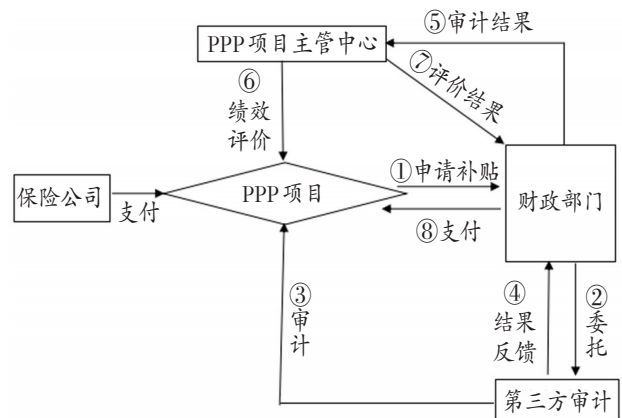 ⑤审计结果
PPP项目主管中心
⑥
绩效
评价
⑦评价结果
①申请补贴
保险公司
支付
PPP项目
财政部门
⑧支付
③
审
计
④
结果
反馈
②
委
托
第三方审计